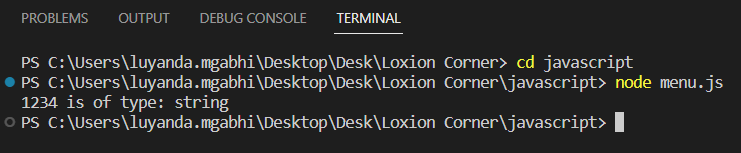 PROBLEMS OUTPUT DEBUG CONSOLE TERMINAL
PS C:\Users\luyanda.mgabhi\Desktop\Desk\Loxion Corner> cd javascript
PS C:\Users\luyanda.mgabhi\Desktop\Desk\Loxion Corner\javascript> node menu.js
1234 is of type: string
PS C:\Users\luyanda.mgabhi\Desktop\Desk\Loxion Corner\javascript>